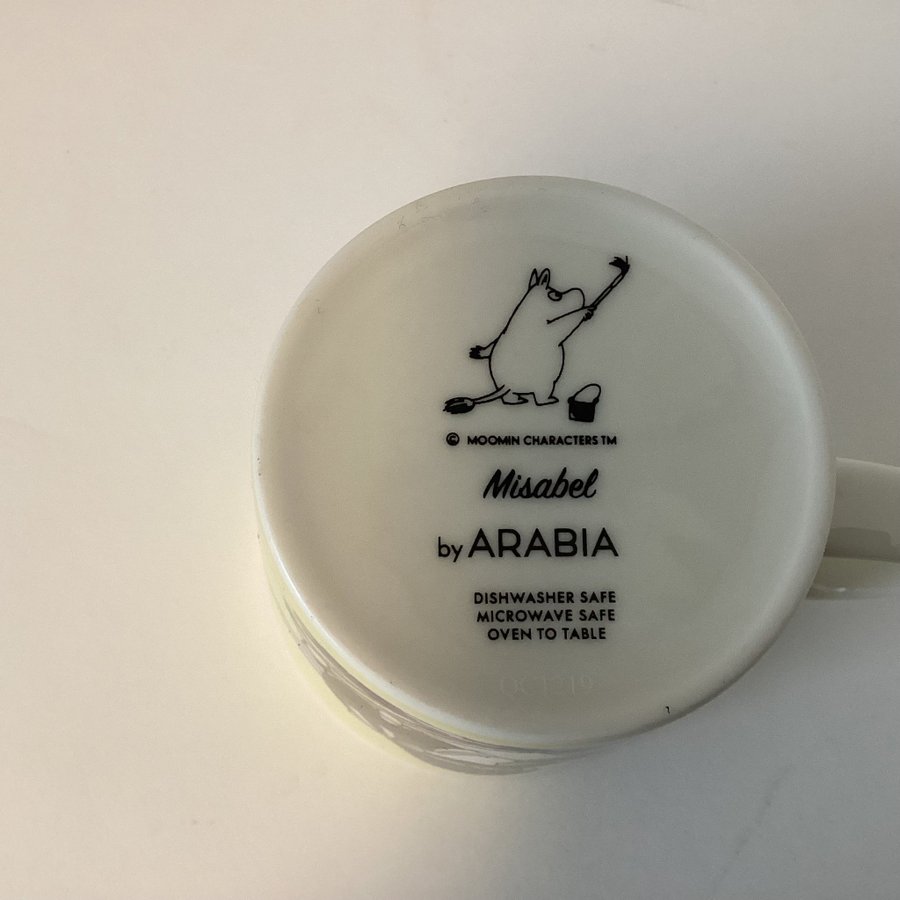 © MOOMIN CHARACTERS TM
Misabel
by ARABIA
DISHWASHER SAFE
MICROWAVE SAFE
OVEN TO TABLE